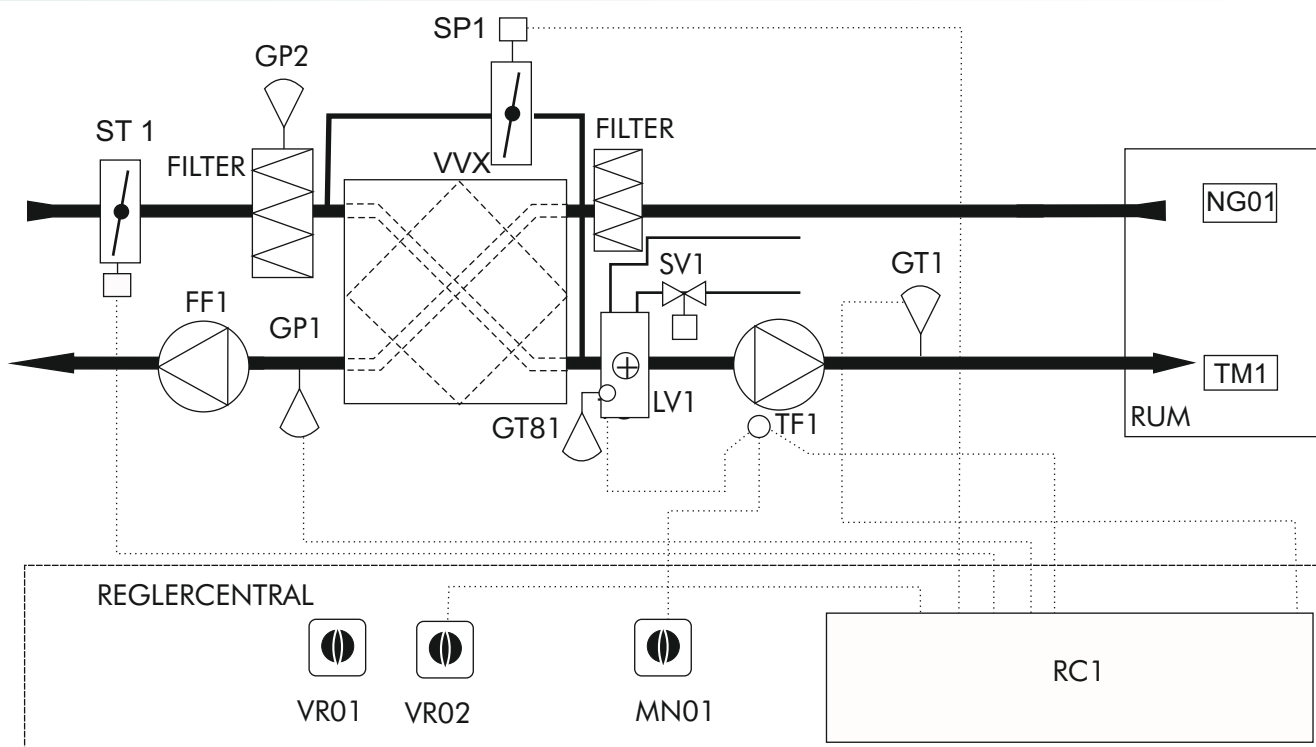 SP1
GP2
ST 1
FILTER
VVX
FILTER
NG01
SV1
GT1
FF1
GP1
TM1
GT81
LV1
TF1
RUM
REGLERCENTRAL
RC1
VR01
VR02
MN01